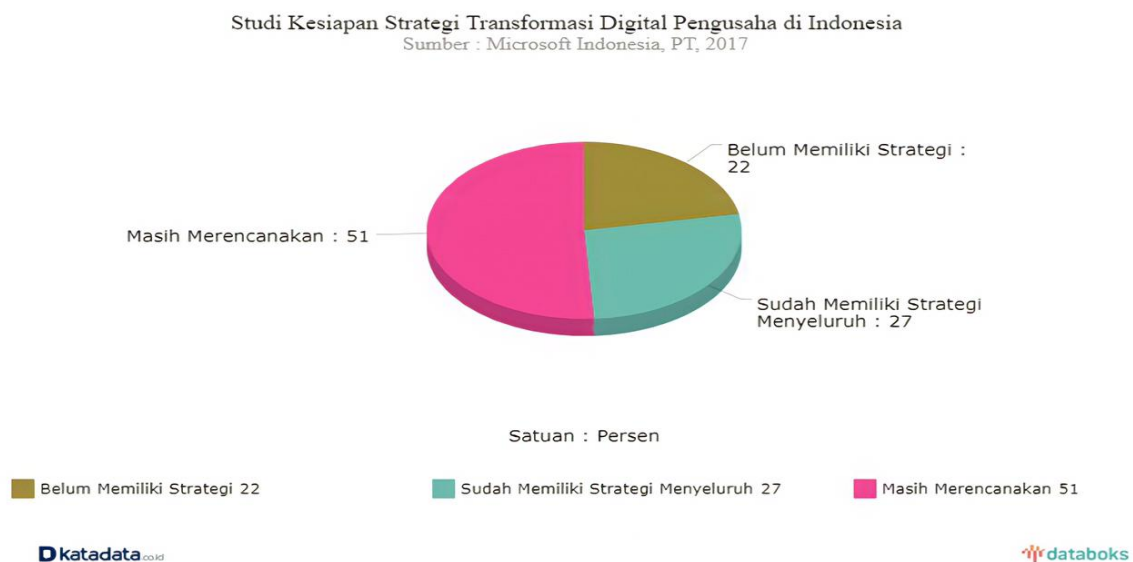 Studi Kesiapan Strategi Transformasi Digital Pengusaha di Indonesia
Sumber : Microsoft Indonesia, PT, 2017
Belum Memiliki Strategi :
22
Masih Merencanakan : 51
Sudah Memiliki Strategi
Menyeluruh : 27
Satuan : Persen
Belum Memiliki Strategi 22
Sudah Memiliki Strategi Menyeluruh 27
Masih Merencanakan 51
katadata.co.id
databoks